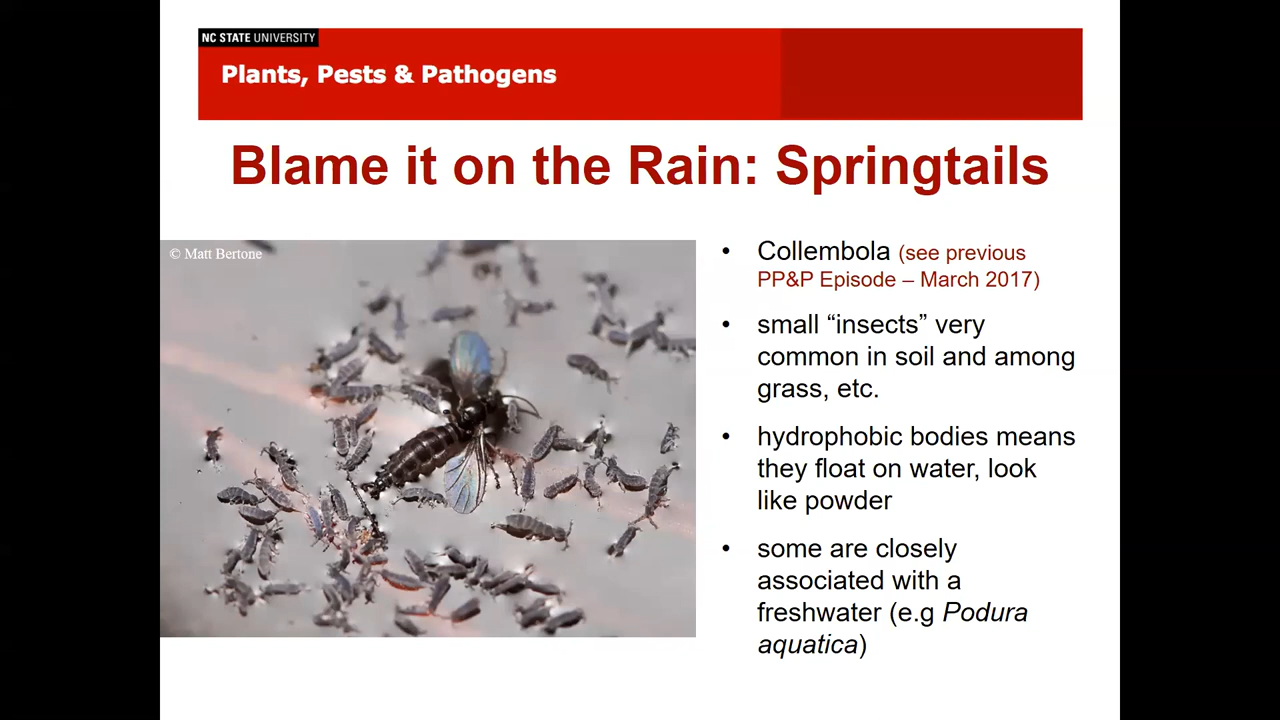 NC STATE UNIVERSITY
Plants, Pests & Pathogens
Blame it on the Rain: Springtails
© Matt Bertone
• Collembola (see previous
PP&P Episode – March 2017)
• small “insects” very
common in soil and among
grass, etc.
• hydrophobic bodies means
they float on water, look
like powder
• some are closely
associated with a
freshwater (e.g Podura
aquatica)